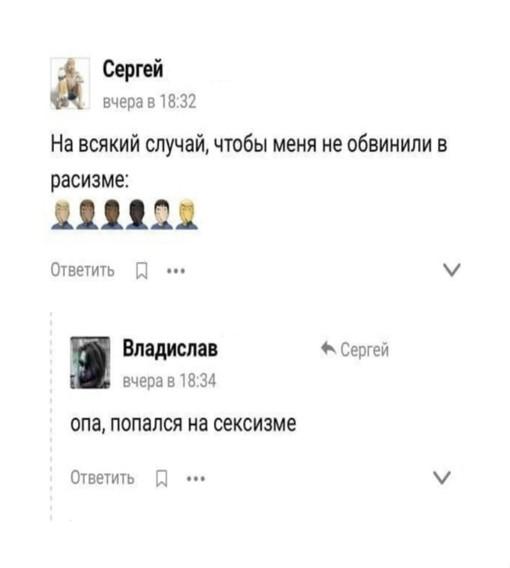 Сергей
вчера в 18:32
На всякий случай, чтобы меня не обвинили в
расизме:
🤦🏼‍♂️🤦🏾‍♂️🤦🏿‍♂️🤦🏿‍♂️🤦🏻‍♂️🤦‍♂️
Ответить •••
Владислав Сергей
вчера в 18:34
опа, попался на сексизме
Ответить •••